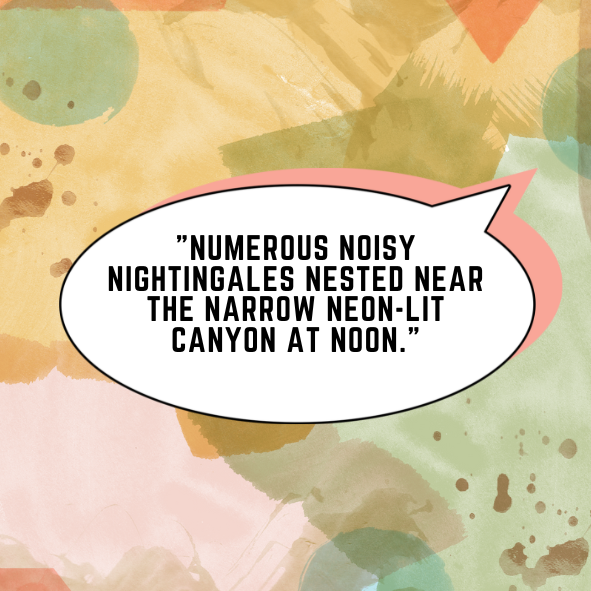 ”NUMEROUS NOISY
NIGHTINGALES NESTED NEAR
THE NARROW NEON-LIT
CANYON AT NOON.”